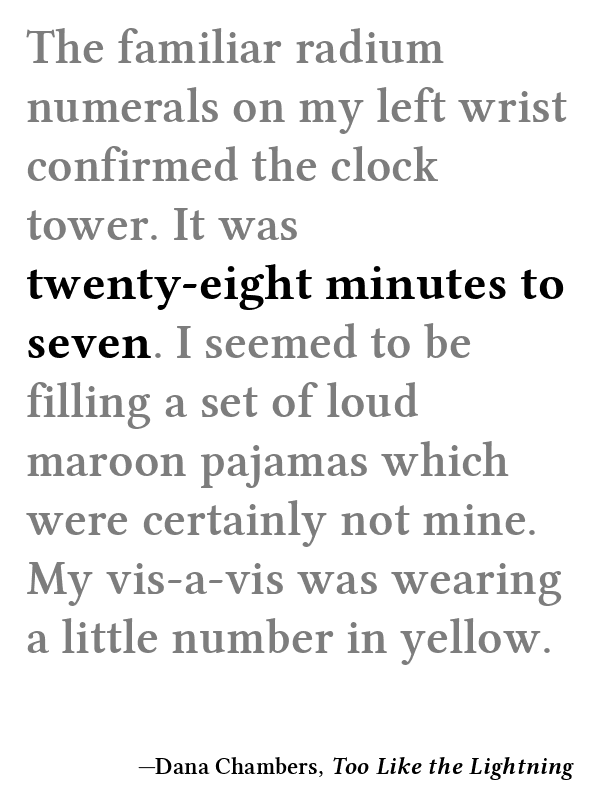 The familiar radium
numerals on my left wrist
confirmed the clock
tower. It was
twenty-eight minutes to
seven. I seemed to be
filling a set of loud
maroon pajamas which
were certainly not mine.
My vis-a-vis was wearing
a little number in yellow.
—Dana Chambers, Too Like the Lightning